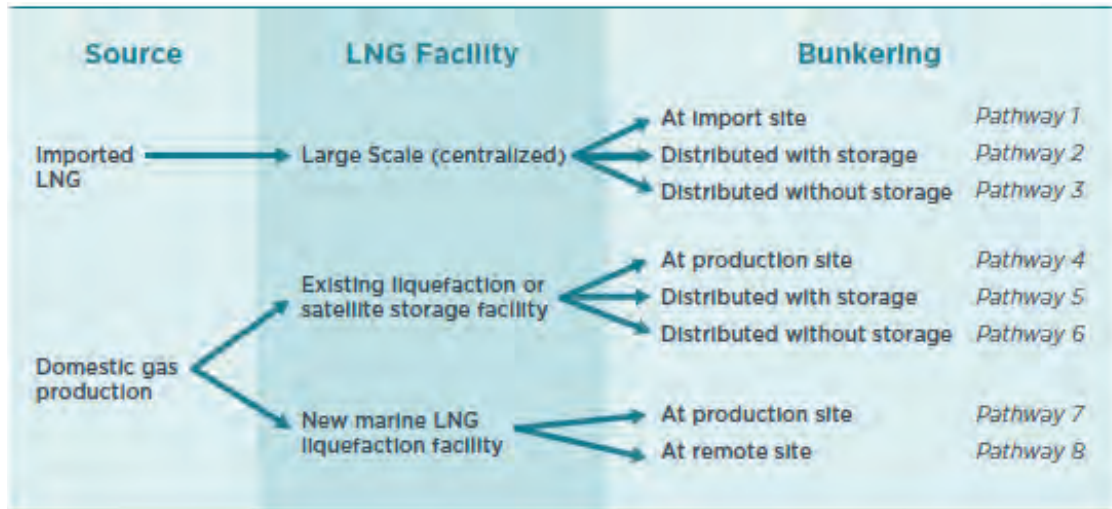 Source LNG Facility Bunkering
At import site Pathway 1
Imported Large Scale (centralized) Distributed with storage Pathway 2
LNG
Distributed without storage Pathway 3
At production site Pathway 4
Existing liquefaction or
satellite storage facility Distributed with storage Pathway 5
Distributed without storage Pathway 6
Domestic gas
production
New marine LNG At production site Pathway 7
liquefaction facility
At remote site Pathway 8